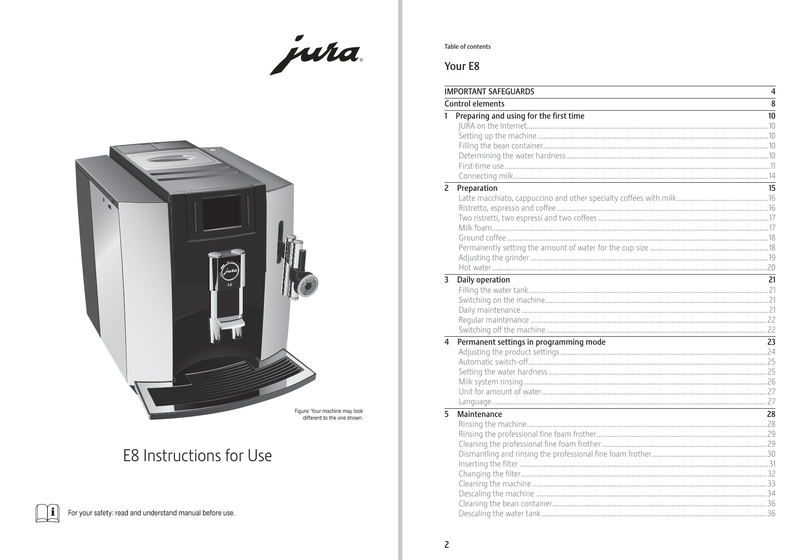 jura
jura
E8
Figure: Your machine may look
different to the one shown.
E8 Instructions for Use
For your safety: read and understand manual before use.
Table of contents
Your E8
IMPORTANT SAFEGUARDS 4
Control elements 8
1 Preparing and using for the first time 10
JURA on the Internet 10
Setting up the machine 10
Filling the bean container 10
Determining the water hardness 10
First-time use 11
Connecting milk 14
2 Preparation 15
Latte macchiato, cappuccino and other specialty coffees with milk 16
Ristretto, espresso and coffee 16
Two ristretti, two espressi and two coffees 17
Milk foam 17
Ground coffee 18
Permanently setting the amount of water for the cup size 18
Adjusting the grinder 19
Hot water 20
3 Daily operation 21
Filling the water tank 21
Switching on the machine 21
Daily maintenance 21
Regular maintenance 22
Switching off the machine 22
4 Permanent settings in programming mode 23
Adjusting the product settings 24
Automatic switch-off 25
Setting the water hardness 25
Milk system rinsing 26
Unit for amount of water 27
Language 27
5 Maintenance 28
Rinsing the machine 28
Rinsing the professional fine foam frother 29
Cleaning the professional fine foam frother 29
Dismantling and rinsing the professional fine foam frother 30
Inserting the filter 31
Changing the filter 32
Cleaning the machine 33
Descaling the machine 34
Cleaning the bean container 36
Descaling the water tank 36
2